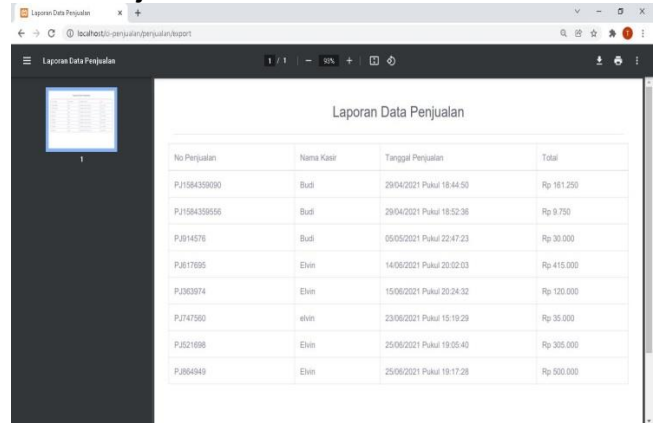 Laporan Data Penjualan
localhost/ci-penjualan/penjualan/export
Laporan Data Penjualan 1 / 1 93%
1
Laporan Data Penjualan
No Penjualan Nama Kasir Tanggal Penjualan Total
PJ1584359090 Budi 29/04/2021 Pukul 18:44:50 Rp 161.250
PJ1584359556 Budi 29/04/2021 Pukul 18:52:36 Rp 9.750
PJ914576 Budi 05/05/2021 Pukul 22:47:23 Rp 30.000
PJ617695 Elvin 14/06/2021 Pukul 20:02:03 Rp 415.000
PJ363974 Elvin 15/06/2021 Pukul 20:24:32 Rp 120.000
PJ747560 elvin 23/06/2021 Pukul 15:19:29 Rp 35.000
PJ521698 Elvin 25/06/2021 Pukul 19:05:40 Rp 305.000
PJ864949 Elvin 25/06/2021 Pukul 19:17:28 Rp 500.000